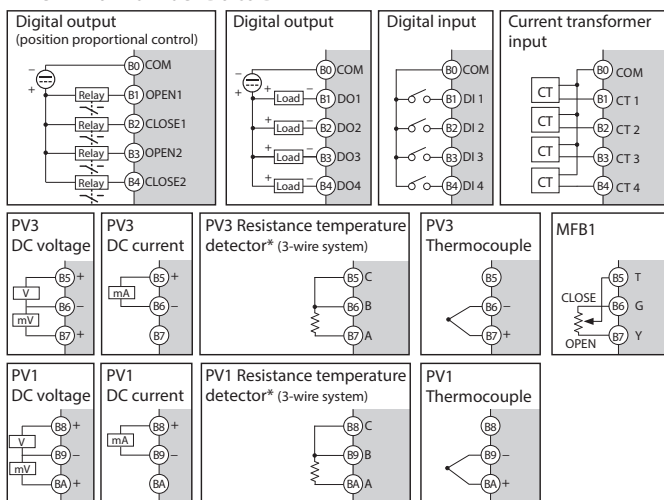 Digital output
(position proportional control)
− + B0 COM
Relay B1 OPEN1
Relay B2 CLOSE1
Relay B3 OPEN2
Relay B4 CLOSE2
Digital output
− + B0 COM
+ Load − B1 DO1
+ Load − B2 DO2
+ Load − B3 DO3
+ Load − B4 DO4
Digital input
B0 COM
B1 DI 1
B2 DI 2
B3 DI 3
B4 DI 4
Current transformer
input
B0 COM
CT B1 CT 1
CT B2 CT 2
CT B3 CT 3
CT B4 CT 4
PV3
DC voltage
B5 +
V
B6 −
mV
B7 +
PV3
DC current
B5 +
mA
B6 −
B7
PV3 Resistance temperature
detector* (3-wire system)
B5 C
B6 B
B7 A
PV3
Thermocouple
B5
B6 −
B7 +
MFB1
B5 T
CLOSE B6 G
OPEN B7 Y
PV1
DC voltage
B8 +
V
B9 −
mV
BA +
PV1
DC current
B8 +
mA
B9 −
BA
PV1 Resistance temperature
detector* (3-wire system)
B8 C
B9 B
BA A
PV1
Thermocouple
B8
B9 −
BA +